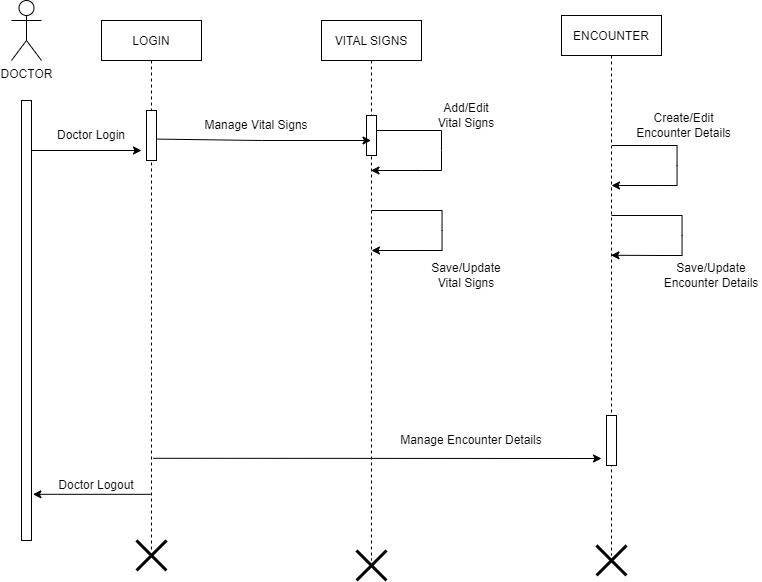 DOCTOR
LOGIN
VITAL SIGNS
ENCOUNTER
Doctor Login
Manage Vital Signs
Add/Edit
Vital Signs
Create/Edit
Encounter Details
Save/Update
Vital Signs
Save/Update
Encounter Details
Manage Encounter Details
Doctor Logout